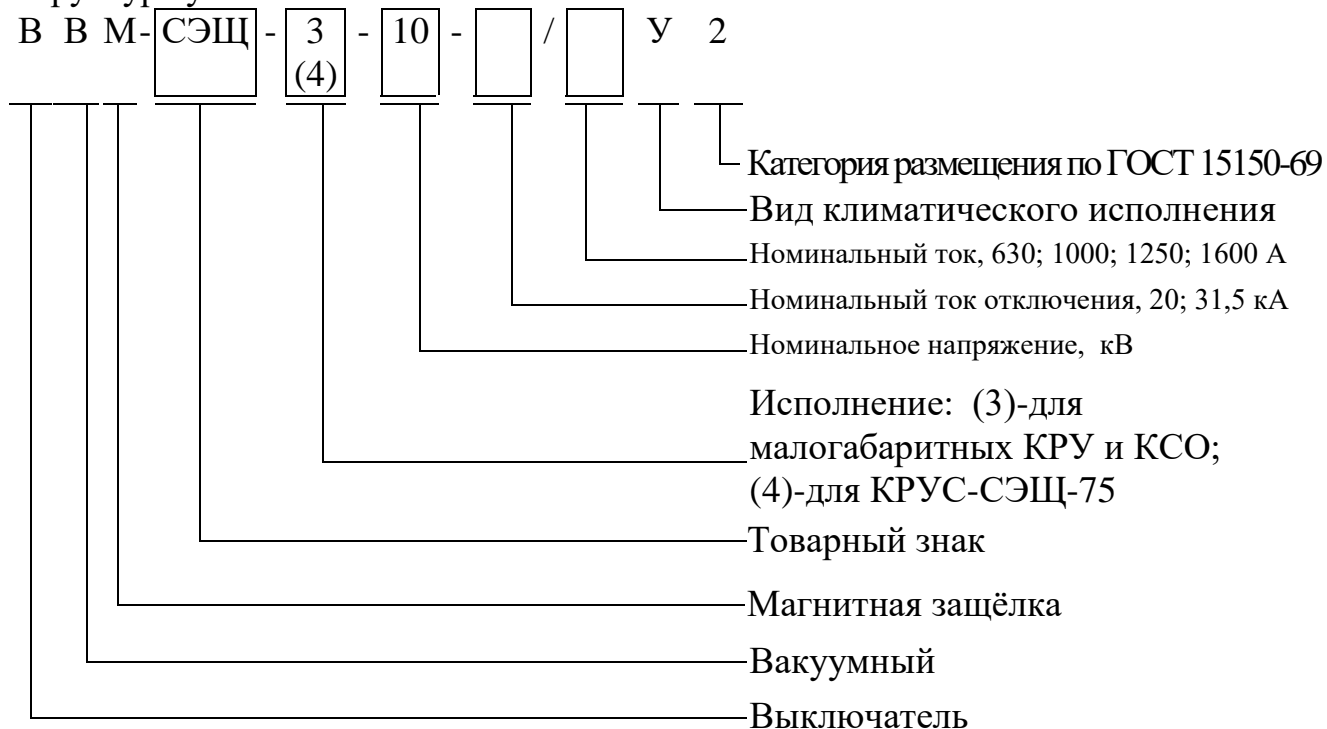 В В М- СЭЩ - 3 - 10 - / У 2
(4)
Категория размещения по ГОСТ 15150-69
Вид климатического исполнения
Номинальный ток, 630; 1000; 1250; 1600 А
Номинальный ток отключения, 20; 31,5 кА
Номинальное напряжение, кВ
Исполнение: (3)-для
малогабаритных КРУ и КСО;
(4)-для КРУС-СЭЩ-75
Товарный знак
Магнитная защёлка
Вакуумный
Выключатель